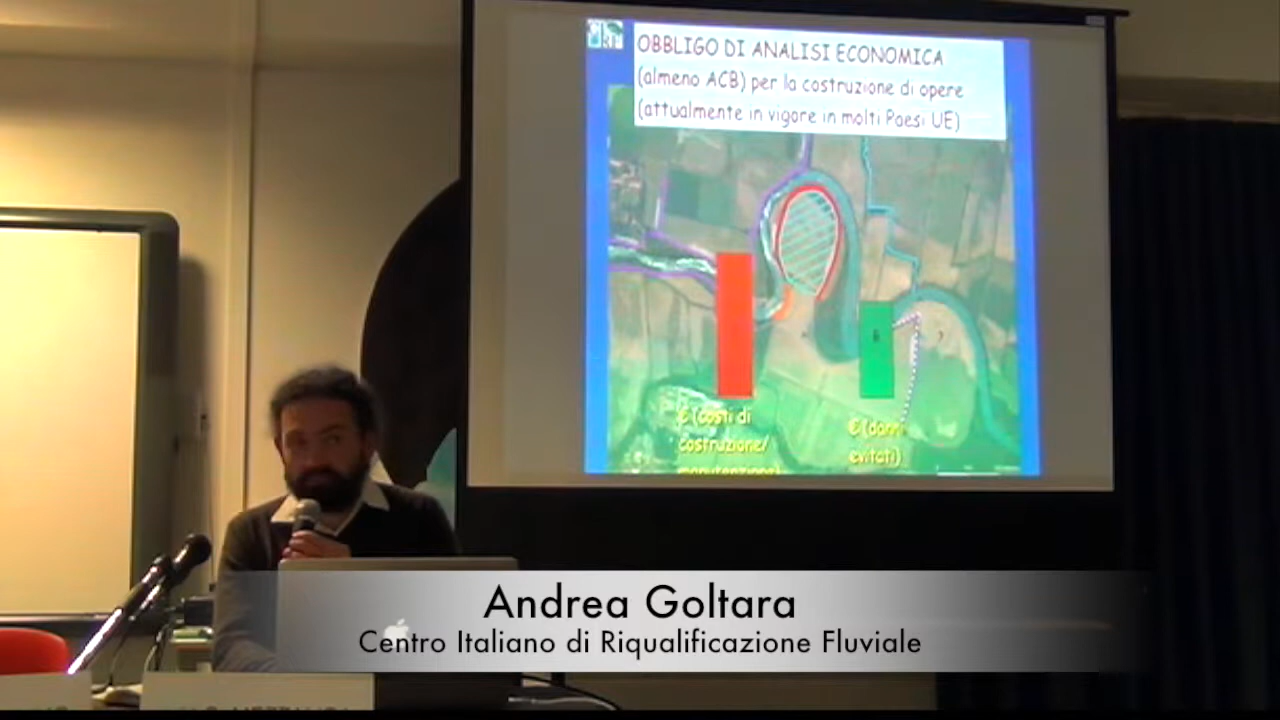 OBBLIGO DI ANALISI ECONOMICA
(almeno ACB) per la costruzione di opere
(attualmente in vigore in molti Paesi UE)
B
€ (costi di
costruzione/
manutenzione)
€ (danni
evitati)
Andrea Goltara
Centro Italiano di Riqualificazione Fluviale